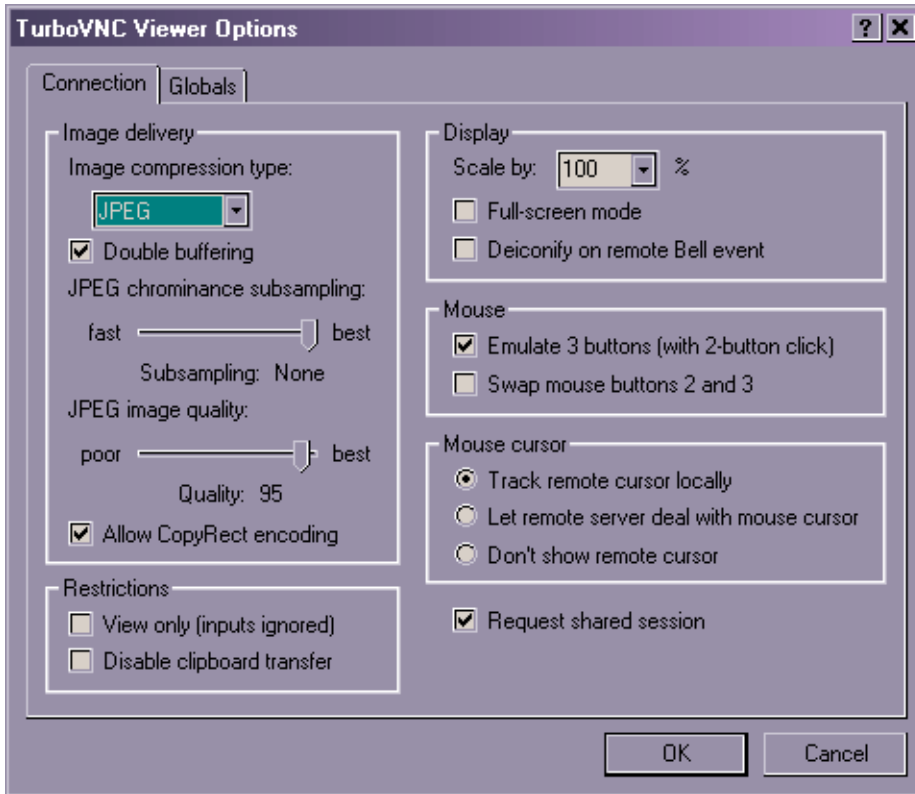 TurboVNC Viewer Options
?
Connection
Globals
Image delivery
Image compression type:
JPEG
Double buffering
JPEG chrominance subsampling:
fast
best
Subsampling: None
JPEG image quality:
poor
best
Quality: 95
Allow CopyRect encoding
Restrictions
View only (inputs ignored)
Disable clipboard transfer
Display
Scale by: 100 %
Full-screen mode
Deiconify on remote Bell event
Mouse
Emulate 3 buttons (with 2-button click)
Swap mouse buttons 2 and 3
Mouse cursor
Track remote cursor locally
Let remote server deal with mouse cursor
Don't show remote cursor
Request shared session
OK
Cancel